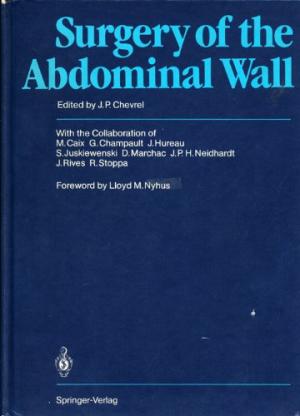 Surgery of the
Abdominal Wall
Edited by J.P. Chevrel
With the Collaboration of
M. Caix G. Champault J. Hureau
S. Juskiewenski D. Marchac J.P.H. Neidhardt
J. Rives R. Stoppa
Foreword by Lloyd M. Nyhus
Springer-Verlag